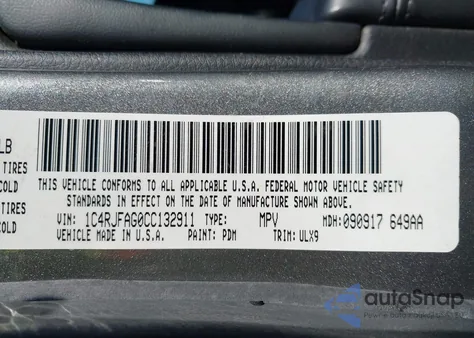 LB
TIRES
COLD
TIRES
COLD
THIS VEHICLE CONFORMS TO ALL APPLICABLE U.S.A. FEDERAL MOTOR VEHICLE SAFETY
STANDARDS IN EFFECT ON THE DATE OF MANUFACTURE SHOWN ABOVE.
VIN: 1C4RJFAG0CC132911 TYPE: MPV MDH: 090917 649AA
VEHICLE MADE IN U.S.A. PAINT: PDM TRIM: ULX9
autoSnap